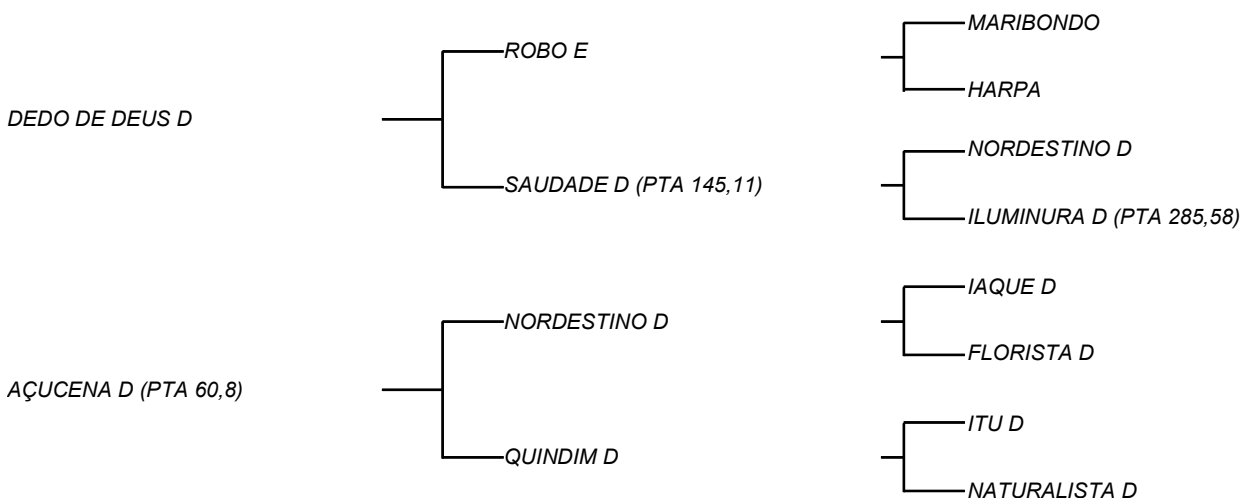 MARIBONDO
ROBO E
HARPA
DEDO DE DEUS D
NORDESTINO D
SAUDADE D (PTA 145,11)
ILUMINURA D (PTA 285,58)
IAQUE D
NORDESTINO D
FLORISTA D
AÇUCENA D (PTA 60,8)
ITU D
QUINDIM D
NATURALISTA D